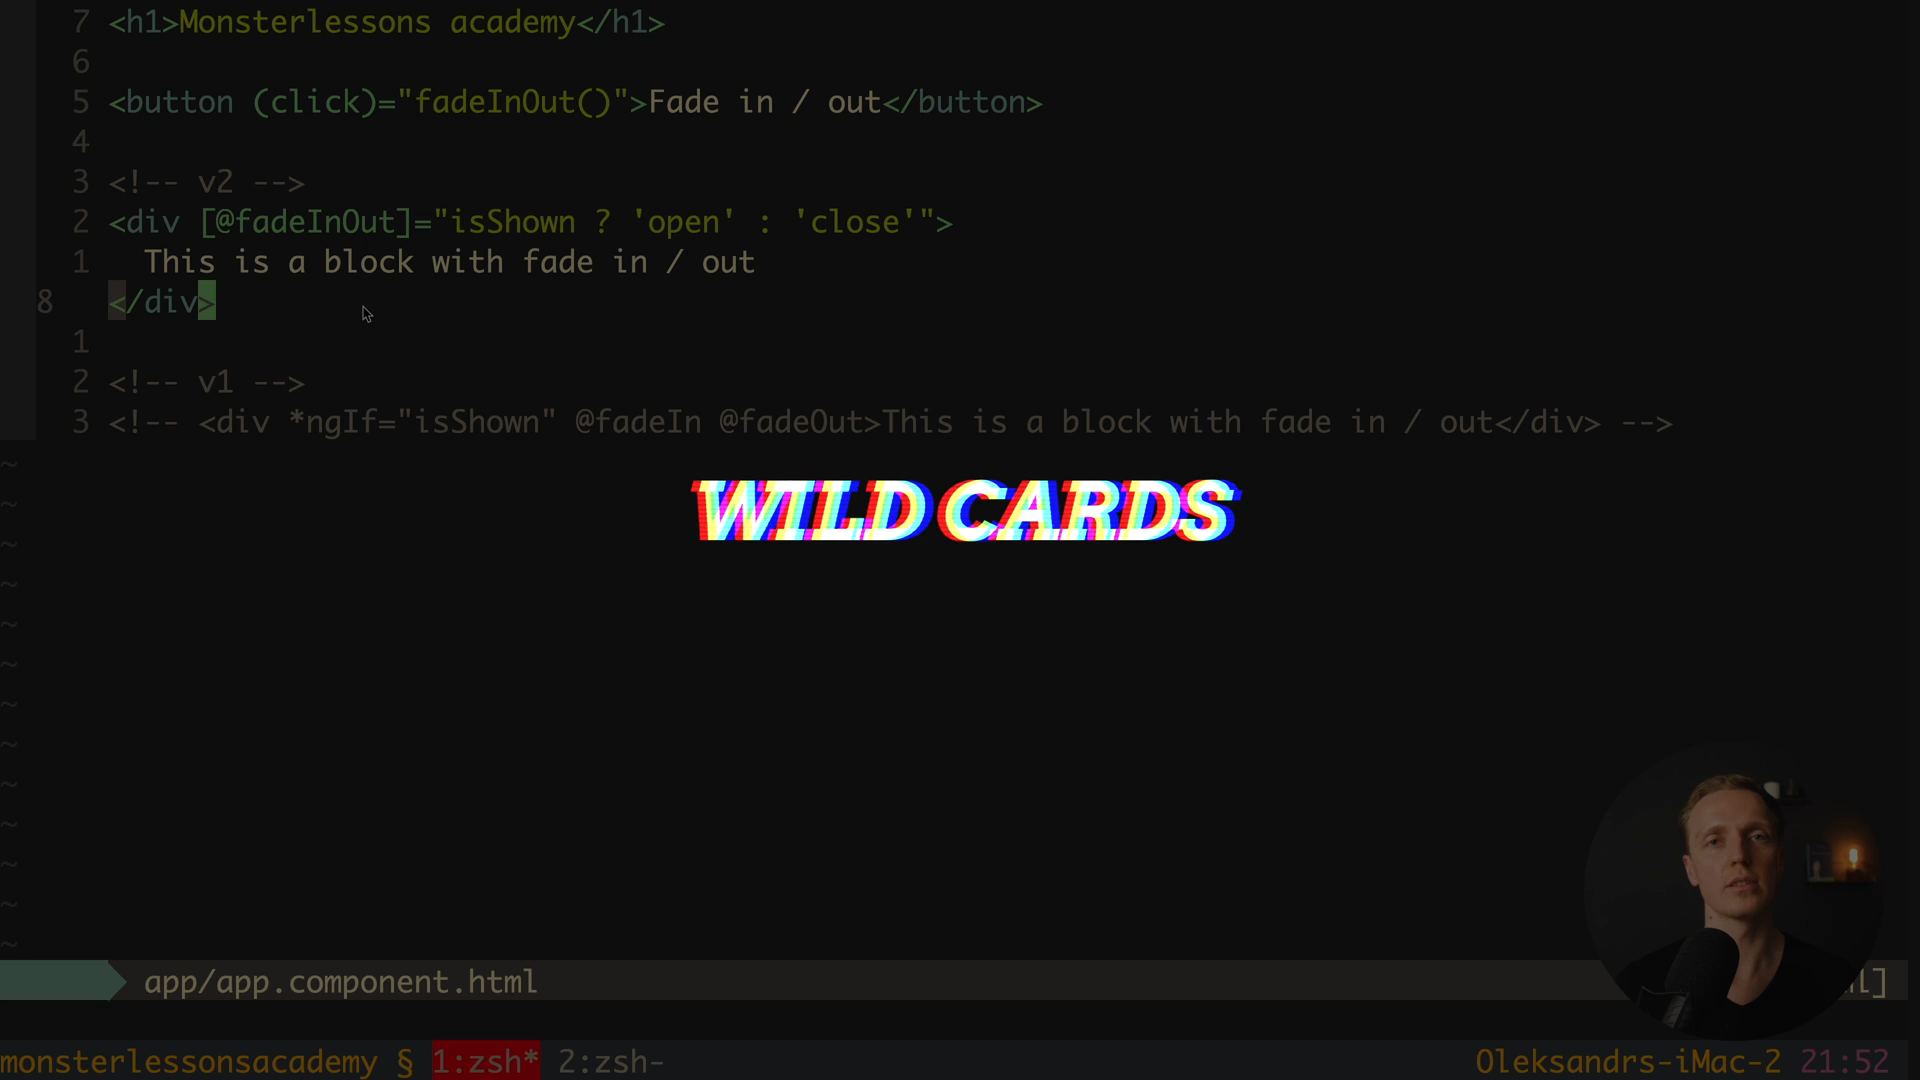 7 <h1>Monsterlessons academy</h1>
6
5 <button (click)="fadeInOut()">Fade in / out</button>
4
3 <!-- v2 -->
2 <div [@fadeInOut]="isShown ? 'open' : 'close'">
1 This is a block with fade in / out
8 </div>
1
2 <!-- v1 -->
3 <!-- <div *ngIf="isShown" @fadeIn @fadeOut>This is a block with fade in / out</div> -->
~
WILD CARDS
~
~
~
~
~
~
~
~
~
~
~
~
app/app.component.html l]
monsterlessonsacademy § 1:zsh* 2:zsh- Oleksandrs-iMac-2 21:52